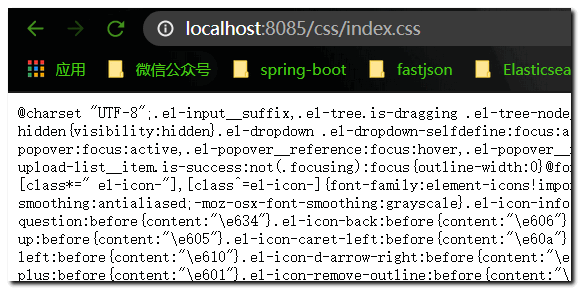 localhost:8085/css/index.css
应用 微信公众号 spring-boot fastjson Elasticsea
@charset "UTF-8";.el-input__suffix,.el-tree.is-dragging .el-tree-node
hidden{visibility:hidden}.el-dropdown .el-dropdown-selfdefine:focus:a
popover:focus:active,.el-popover__reference:focus:hover,.el-popover__r
upload-list__item.is-success:not(.focusing):focus{outline-width:0}@fo
[class*=" el-icon-"],[class^=el-icon-]{font-family:element-icons!impo
smoothing:antialiased;-moz-osx-font-smoothing:grayscale}.el-icon-info
question:before{content:"\e634"}.el-icon-back:before{content:"\e606"}
up:before{content:"\e605"}.el-icon-caret-left:before{content:"\e60a"}
left:before{content:"\e610"}.el-icon-d-arrow-right:before{content:"\e
plus:before{content:"\e601"}.el-icon-remove-outline:before{content:"\